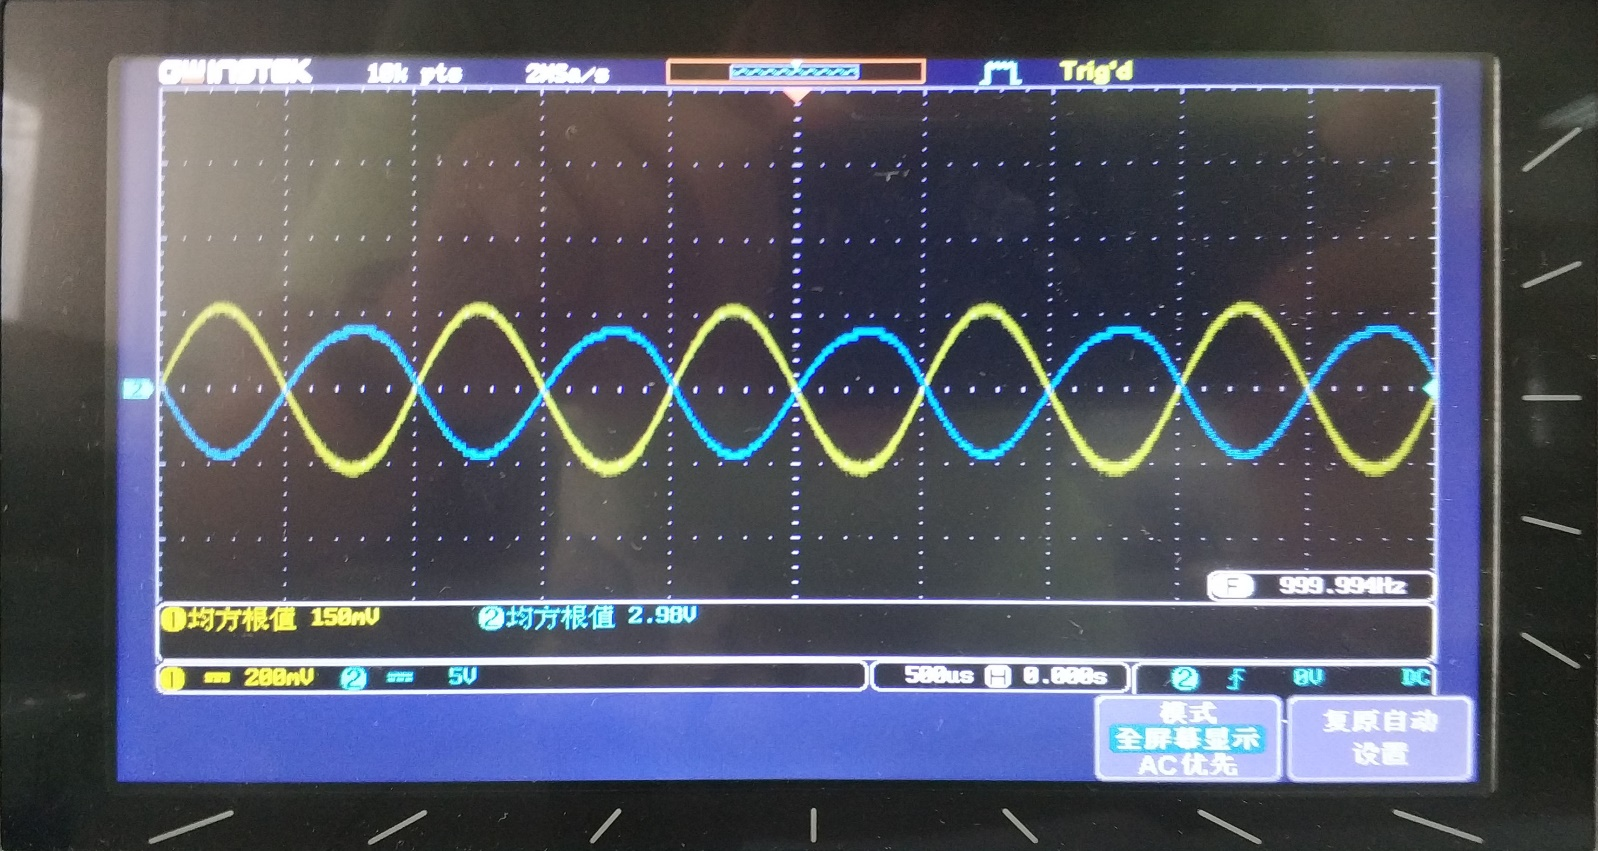 GW INSTEK 10k pts 2MSa/s Trig'd
2
F 999.994Hz
1 均方根值 150mV 2 均方根值 2.98V
1 200mV 2 5V 500us H 0.000s 2 0V DC
模式
全屏幕显示
AC优先
复原自动
设置